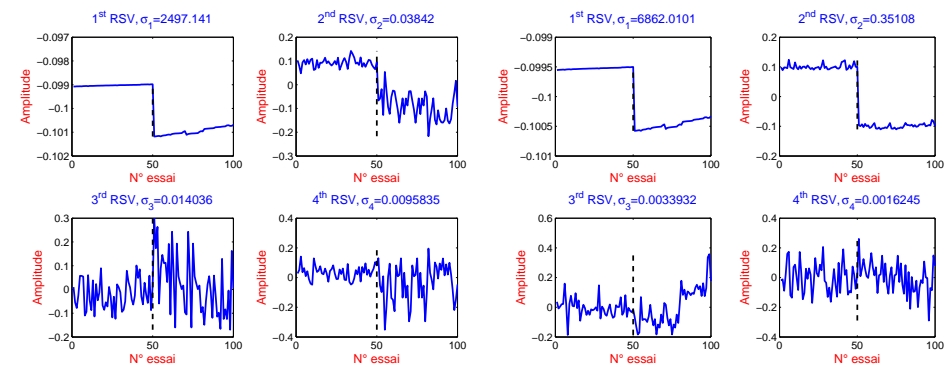 1st RSV, σ1=2497.141
−0.097
−0.098
−0.099
−0.1
−0.101
−0.102
0 50 100
Amplitude
N° essai
2nd RSV, σ2=0.03842
0.2
0.1
0
−0.1
−0.2
−0.3
0 50 100
Amplitude
N° essai
1st RSV, σ1=6862.0101
−0.099
−0.0995
−0.1
−0.1005
−0.101
0 50 100
Amplitude
N° essai
2nd RSV, σ2=0.35108
0.2
0.1
0
−0.1
−0.2
0 50 100
Amplitude
N° essai
3rd RSV, σ3=0.014036
0.3
0.2
0.1
0
−0.1
−0.2
0 50 100
Amplitude
N° essai
4th RSV, σ4=0.0095835
0.4
0.2
0
−0.2
−0.4
0 50 100
Amplitude
N° essai
3rd RSV, σ3=0.0033932
0.6
0.4
0.2
0
−0.2
0 50 100
Amplitude
N° essai
4th RSV, σ4=0.0016245
0.4
0.2
0
−0.2
−0.4
0 50 100
Amplitude
N° essai